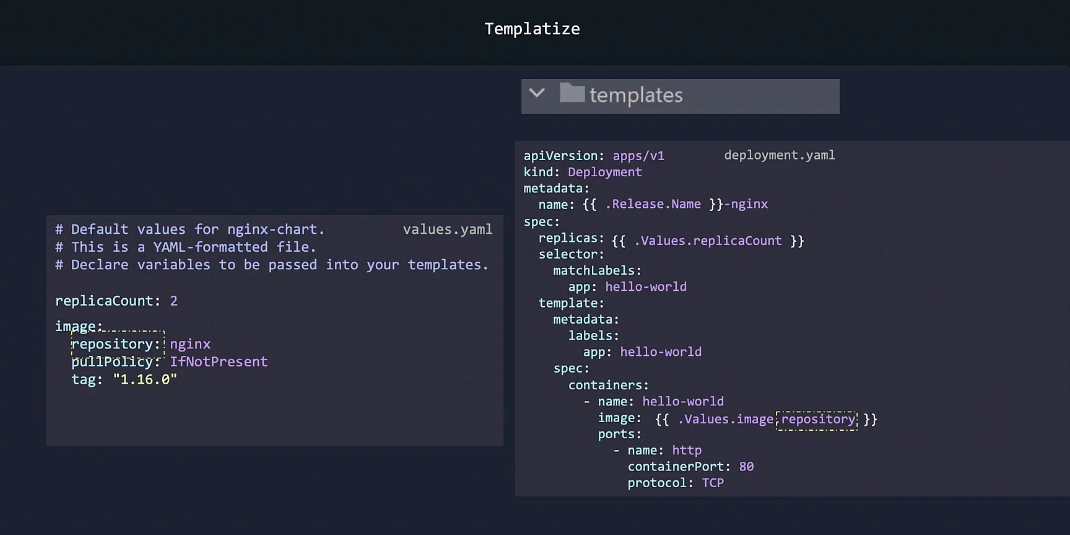 Templatize
templates
# Default values for nginx-chart. values.yaml
# This is a YAML-formatted file.
# Declare variables to be passed into your templates.
replicaCount: 2
image:
repository: nginx
pullPolicy: IfNotPresent
tag: "1.16.0"
apiVersion: apps/v1 deployment.yaml
kind: Deployment
metadata:
name: {{ .Release.Name }}-nginx
spec:
replicas: {{ .Values.replicaCount }}
selector:
matchLabels:
app: hello-world
template:
metadata:
labels:
app: hello-world
spec:
containers:
- name: hello-world
image: {{ .Values.image.repository }}
ports:
- name: http
containerPort: 80
protocol: TCP